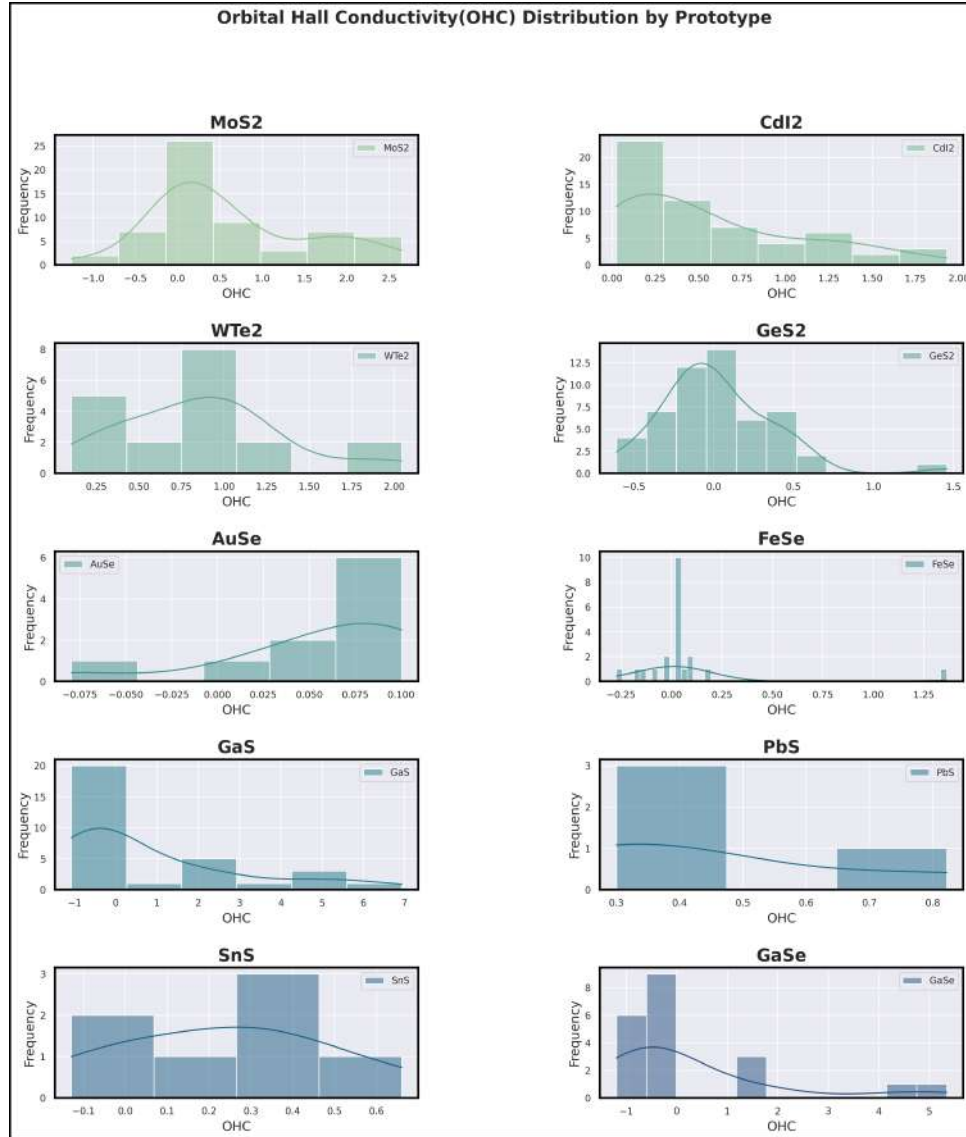 Orbital Hall Conductivity(OHC) Distribution by Prototype
MoS2
Frequency
25
20
15
10
5
0
MoS2
−1.0 −0.5 0.0 0.5 1.0 1.5 2.0 2.5
OHC
CdI2
Frequency
20
15
10
5
0
CdI2
0.00 0.25 0.50 0.75 1.00 1.25 1.50 1.75 2.00
OHC
WTe2
Frequency
8
6
4
2
0
WTe2
0.25 0.50 0.75 1.00 1.25 1.50 1.75 2.00
OHC
GeS2
Frequency
12.5
10.0
7.5
5.0
2.5
0.0
GeS2
−0.5 0.0 0.5 1.0 1.5
OHC
AuSe
Frequency
6
4
2
0
AuSe
−0.075 −0.050 −0.025 0.000 0.025 0.050 0.075 0.100
OHC
FeSe
Frequency
10
8
6
4
2
0
FeSe
−0.25 0.00 0.25 0.50 0.75 1.00 1.25
OHC
GaS
Frequency
20
15
10
5
0
GaS
−1 0 1 2 3 4 5 6 7
OHC
PbS
Frequency
3
2
1
0
PbS
0.3 0.4 0.5 0.6 0.7 0.8
OHC
SnS
Frequency
3
2
1
0
SnS
−0.1 0.0 0.1 0.2 0.3 0.4 0.5 0.6
OHC
GaSe
Frequency
8
6
4
2
0
GaSe
−1 0 1 2 3 4 5
OHC